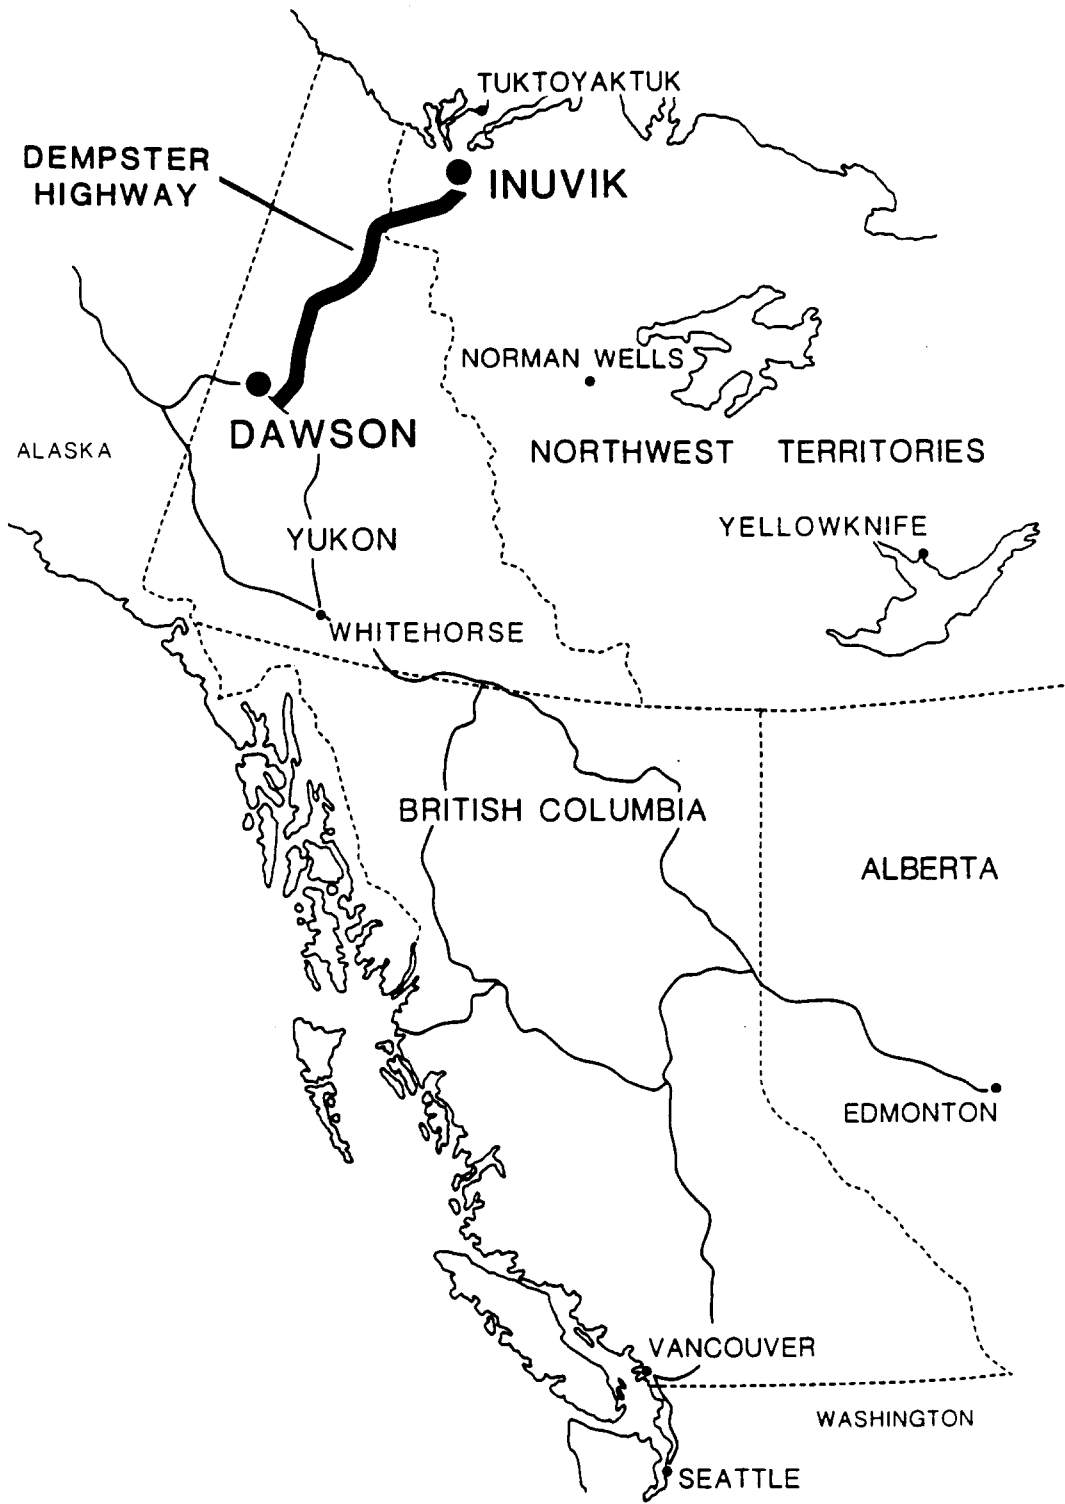 TUKTOYAKTUK
DEMPSTER
HIGHWAY
INUVIK
NORMAN WELLS
DAWSON
ALASKA
NORTHWEST TERRITORIES
YUKON
YELLOWKNIFE
WHITEHORSE
BRITISH COLUMBIA
ALBERTA
EDMONTON
VANCOUVER
WASHINGTON
SEATTLE